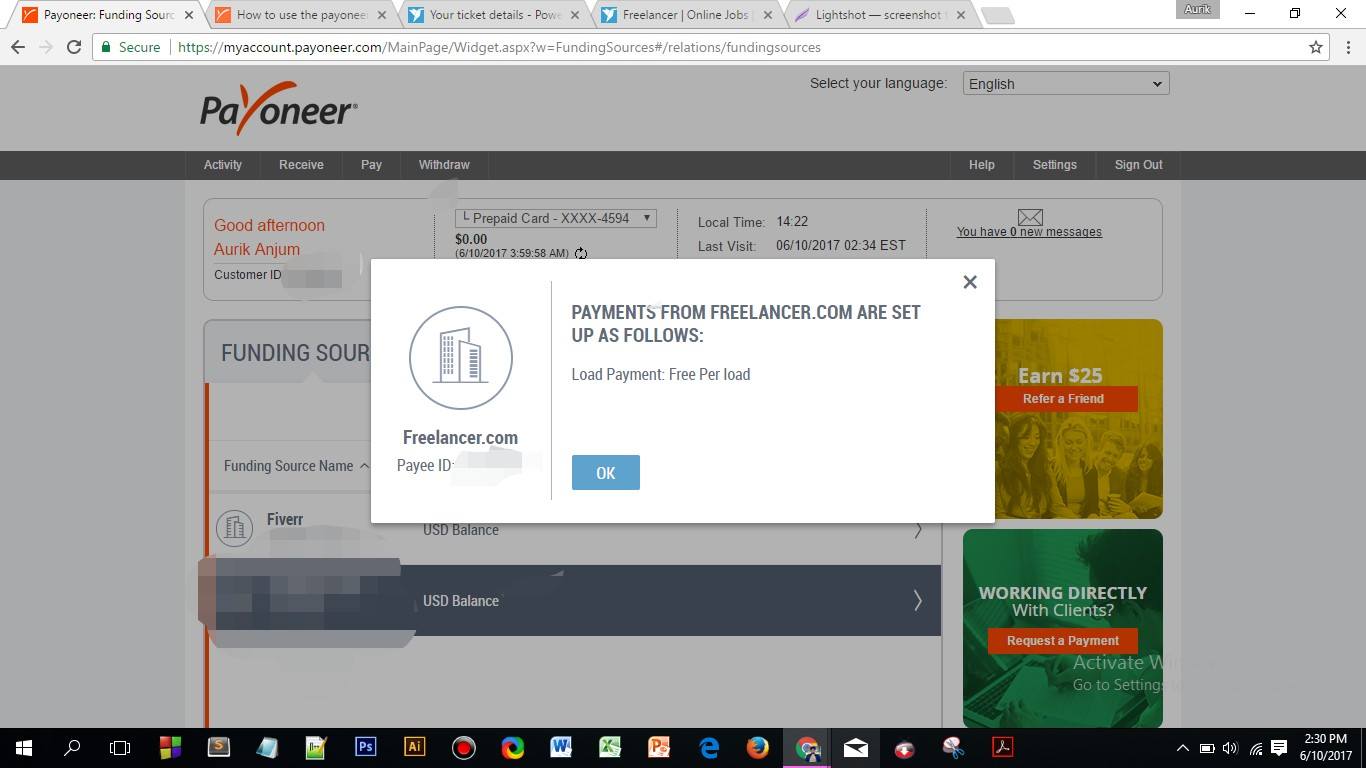 Payoneer: Funding Sourc
How to use the payoneer
Your ticket details - Powe
Freelancer | Online Jobs |
Lightshot — screenshot
Aurik
Secure
https://myaccount.payoneer.com/MainPage/Widget.aspx?w=FundingSources#/relations/fundingsources
Payoneer
Select your language:
English
Activity
Receive
Pay
Withdraw
Help
Settings
Sign Out
Good afternoon
Aurik Anjum
Customer ID
└ Prepaid Card - XXXX-4594
$0.00
(6/10/2017 3:59:58 AM)
Local Time: 14:22
Last Visit: 06/10/2017 02:34 EST
You have 0 new messages
FUNDING SOUR
Funding Source Name
Fiverr
USD Balance
USD Balance
Freelancer.com
Payee ID:
PAYMENTS FROM FREELANCER.COM ARE SET
UP AS FOLLOWS:
Load Payment: Free Per load
OK
Earn $25
Refer a Friend
WORKING DIRECTLY
With Clients?
Request a Payment
Activate W
Go to Settings
Ps
Ai
2:30 PM
6/10/2017